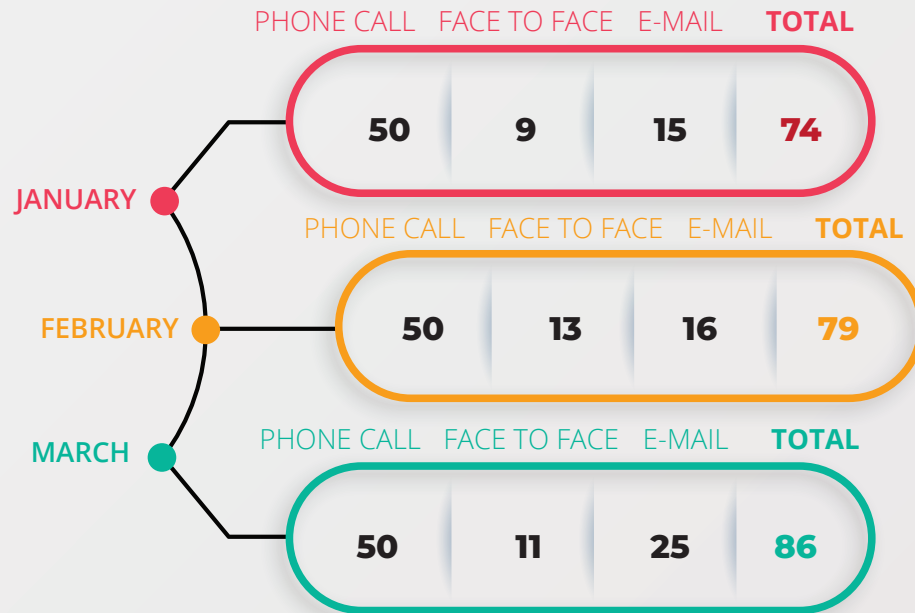 PHONE CALL FACE TO FACE E-MAIL TOTAL
50 9 15 74
JANUARY
PHONE CALL FACE TO FACE E-MAIL TOTAL
FEBRUARY 50 13 16 79
PHONE CALL FACE TO FACE E-MAIL TOTAL
MARCH
50 11 25 86